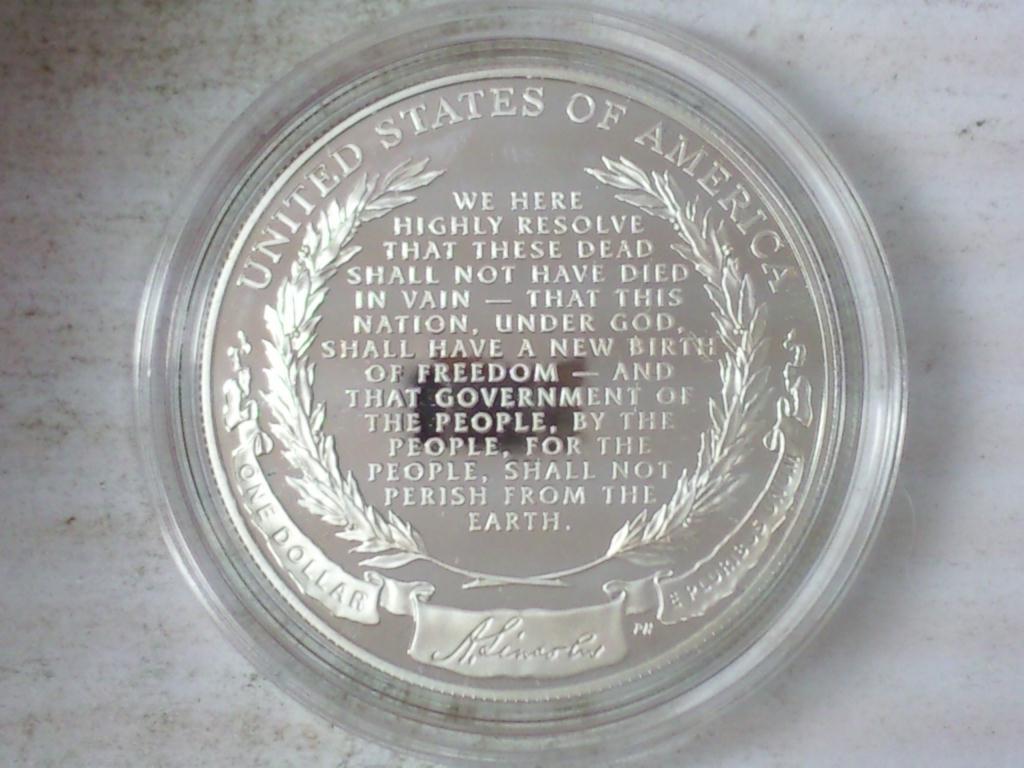 UNITED STATES OF AMERICA
WE HERE
HIGHLY RESOLVE
THAT THESE DEAD
SHALL NOT HAVE DIED
IN VAIN — THAT THIS
NATION, UNDER GOD,
SHALL HAVE A NEW BIRTH
OF FREEDOM — AND
THAT GOVERNMENT OF
THE PEOPLE, BY THE
PEOPLE, FOR THE
PEOPLE, SHALL NOT
PERISH FROM THE
EARTH.
ONE DOLLAR
E PLURIBUS UNUM
A. Lincoln
PH